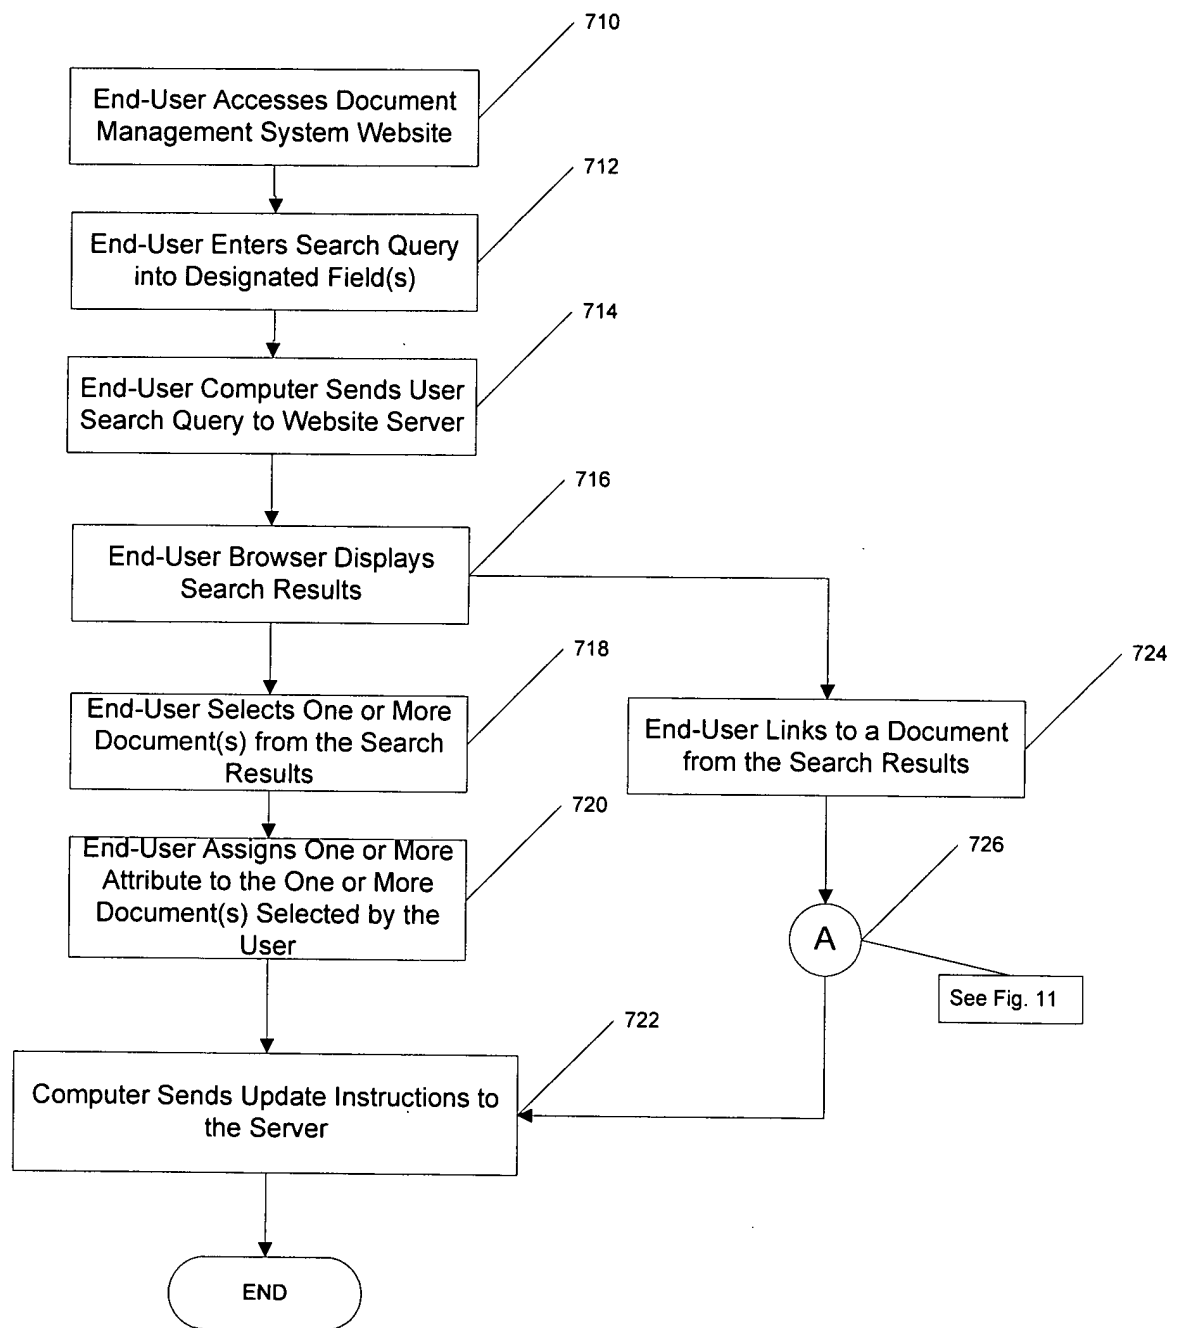 710
End-User Accesses Document
Management System Website
712
End-User Enters Search Query
into Designated Field(s)
714
End-User Computer Sends User
Search Query to Website Server
716
End-User Browser Displays
Search Results
718
End-User Selects One or More
Document(s) from the Search
Results
724
End-User Links to a Document
from the Search Results
720
End-User Assigns One or More
Attribute to the One or More
Document(s) Selected by the
User
726
A
See Fig. 11
722
Computer Sends Update Instructions to
the Server
END